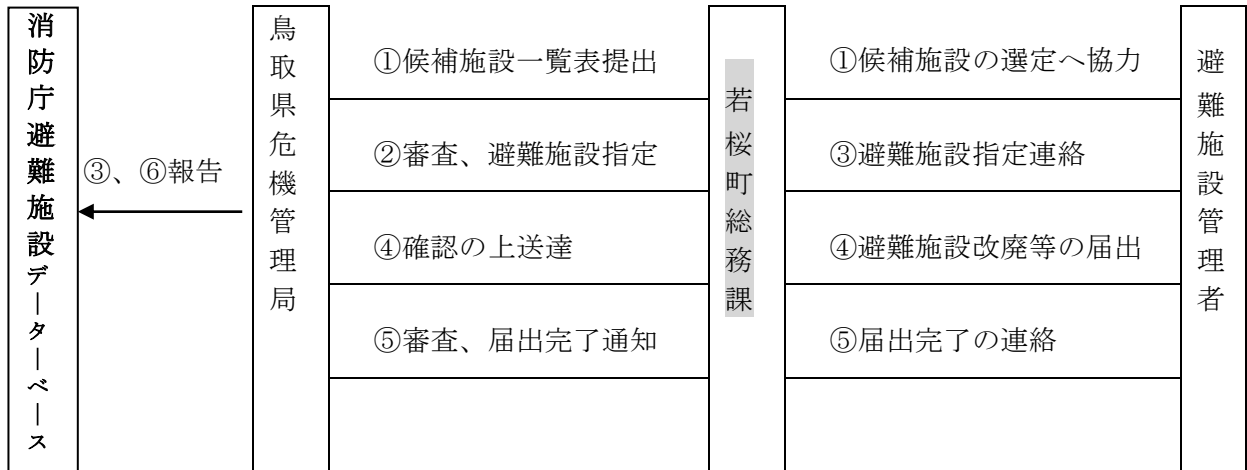 消防庁避難施設データーベース
③、⑥報告
鳥取県危機管理局
①候補施設一覧表提出
②審査、避難施設指定
④確認の上送達
⑤審査、届出完了通知
若桜町総務課
①候補施設の選定へ協力
③避難施設指定連絡
④避難施設改廃等の届出
⑤届出完了の連絡
避難施設管理者